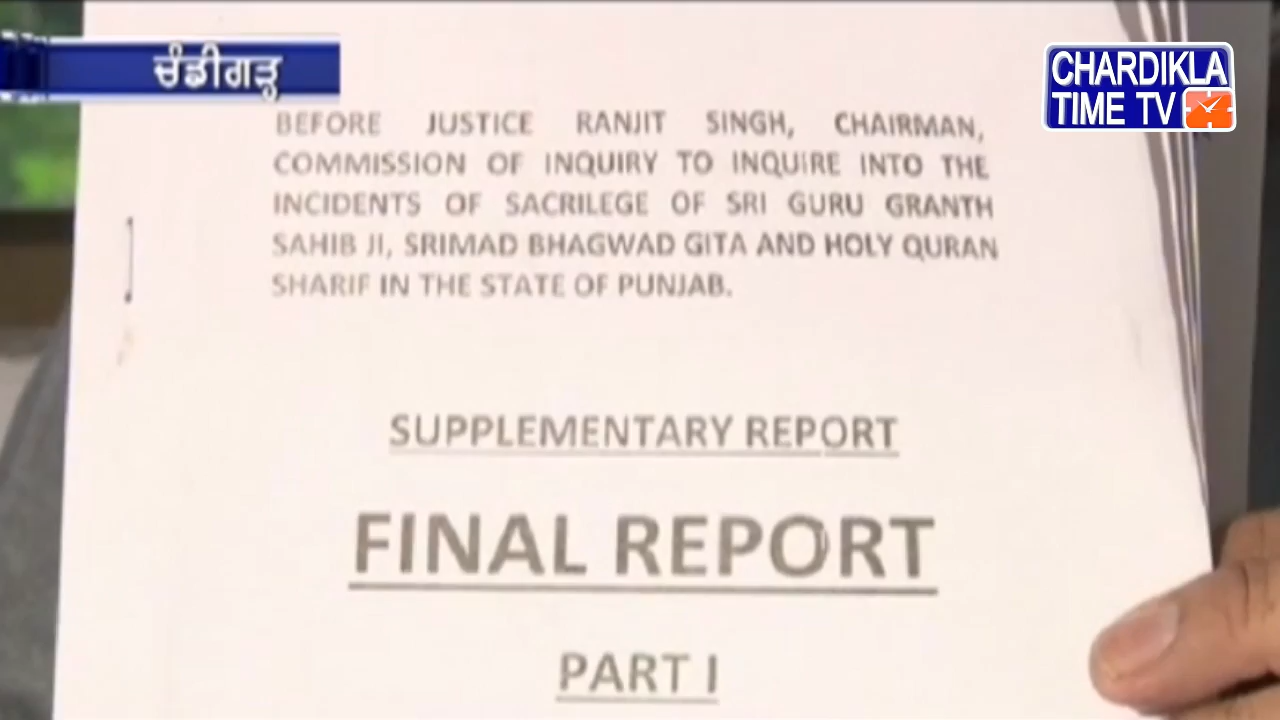 ਚੰਡੀਗੜ੍ਹ
CHARDIKLA
TIME TV
BEFORE JUSTICE RANJIT SINGH, CHAIRMAN,
COMMISSION OF INQUIRY TO INQUIRE INTO THE
INCIDENTS OF SACRILEGE OF SRI GURU GRANTH
SAHIB JI, SRIMAD BHAGWAD GITA AND HOLY QURAN
SHARIF IN THE STATE OF PUNJAB.
SUPPLEMENTARY REPORT
FINAL REPORT
PART I